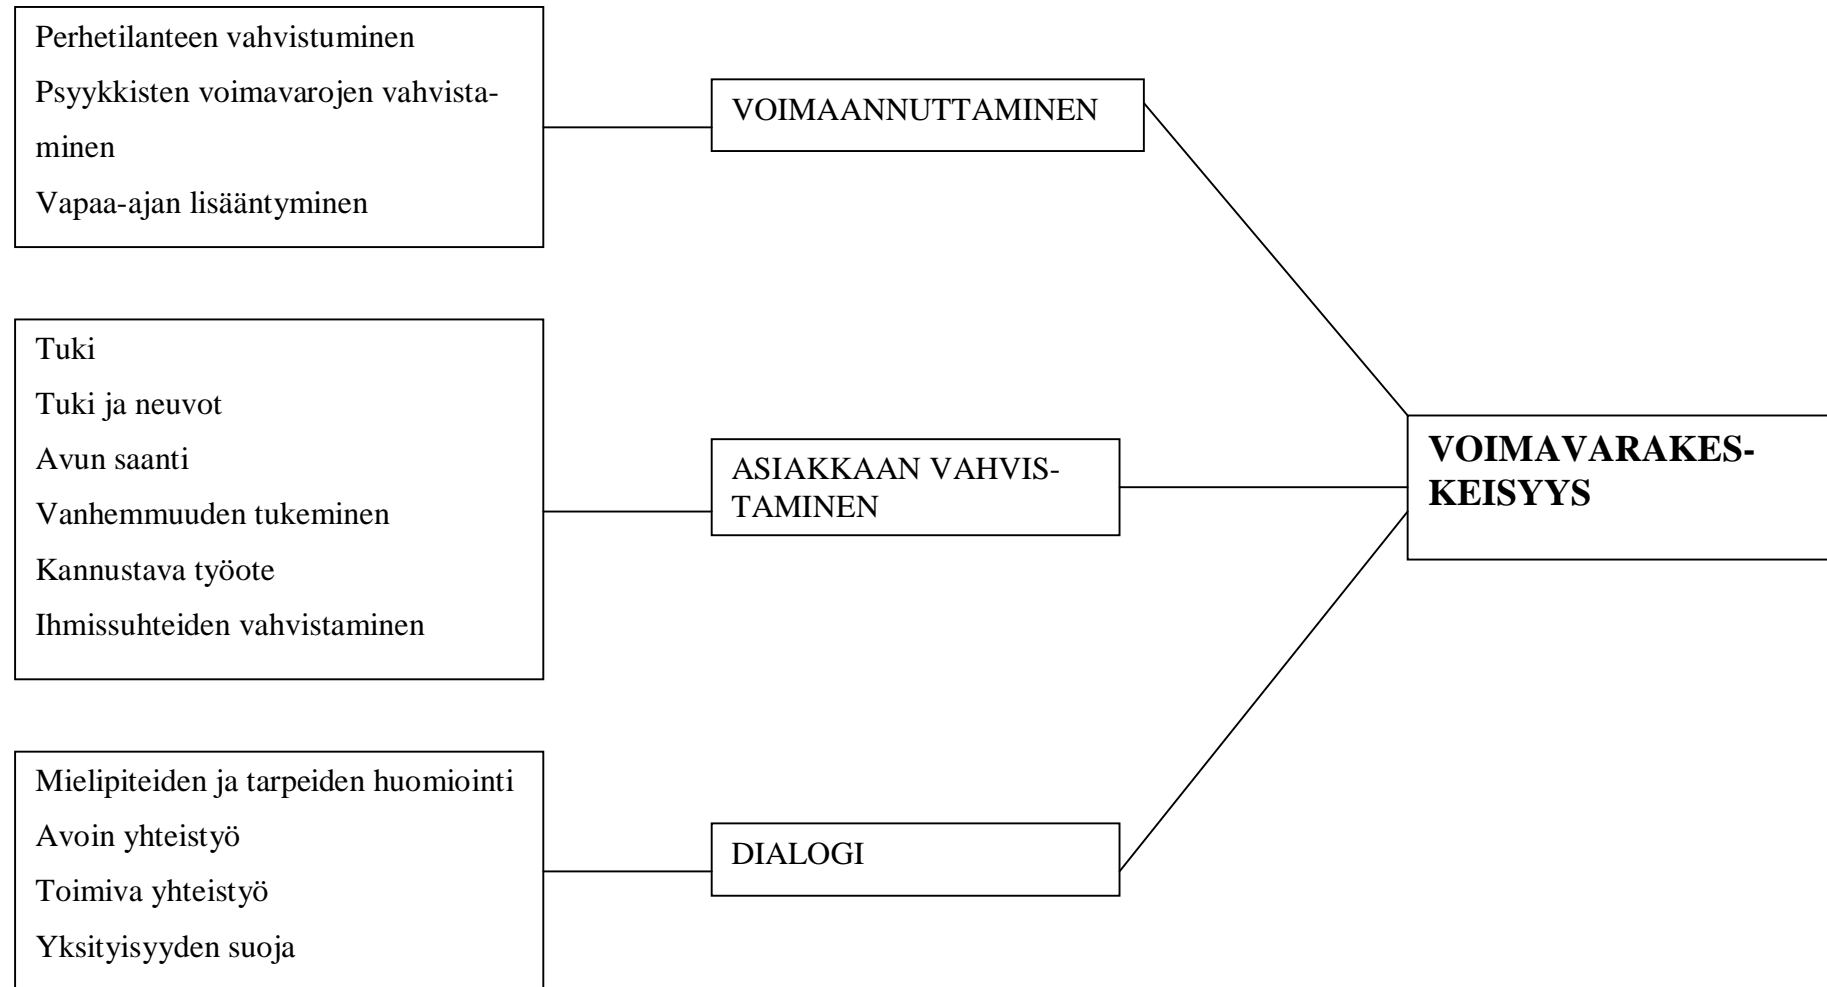 Perhetilanteen vahvistuminen
Psyykkisten voimavarojen vahvista-
minen
Vapaa-ajan lisääntyminen
VOIMAANNUTTAMINEN
Tuki
Tuki ja neuvot
Avun saanti
Vanhemmuuden tukeminen
Kannustava työote
Ihmissuhteiden vahvistaminen
ASIAKKAAN VAHVIS-
TAMINEN
VOIMAVARAKES-
KEISYYS
Mielipiteiden ja tarpeiden huomiointi
Avoin yhteistyö
Toimiva yhteistyö
Yksityisyyden suoja
DIALOGI